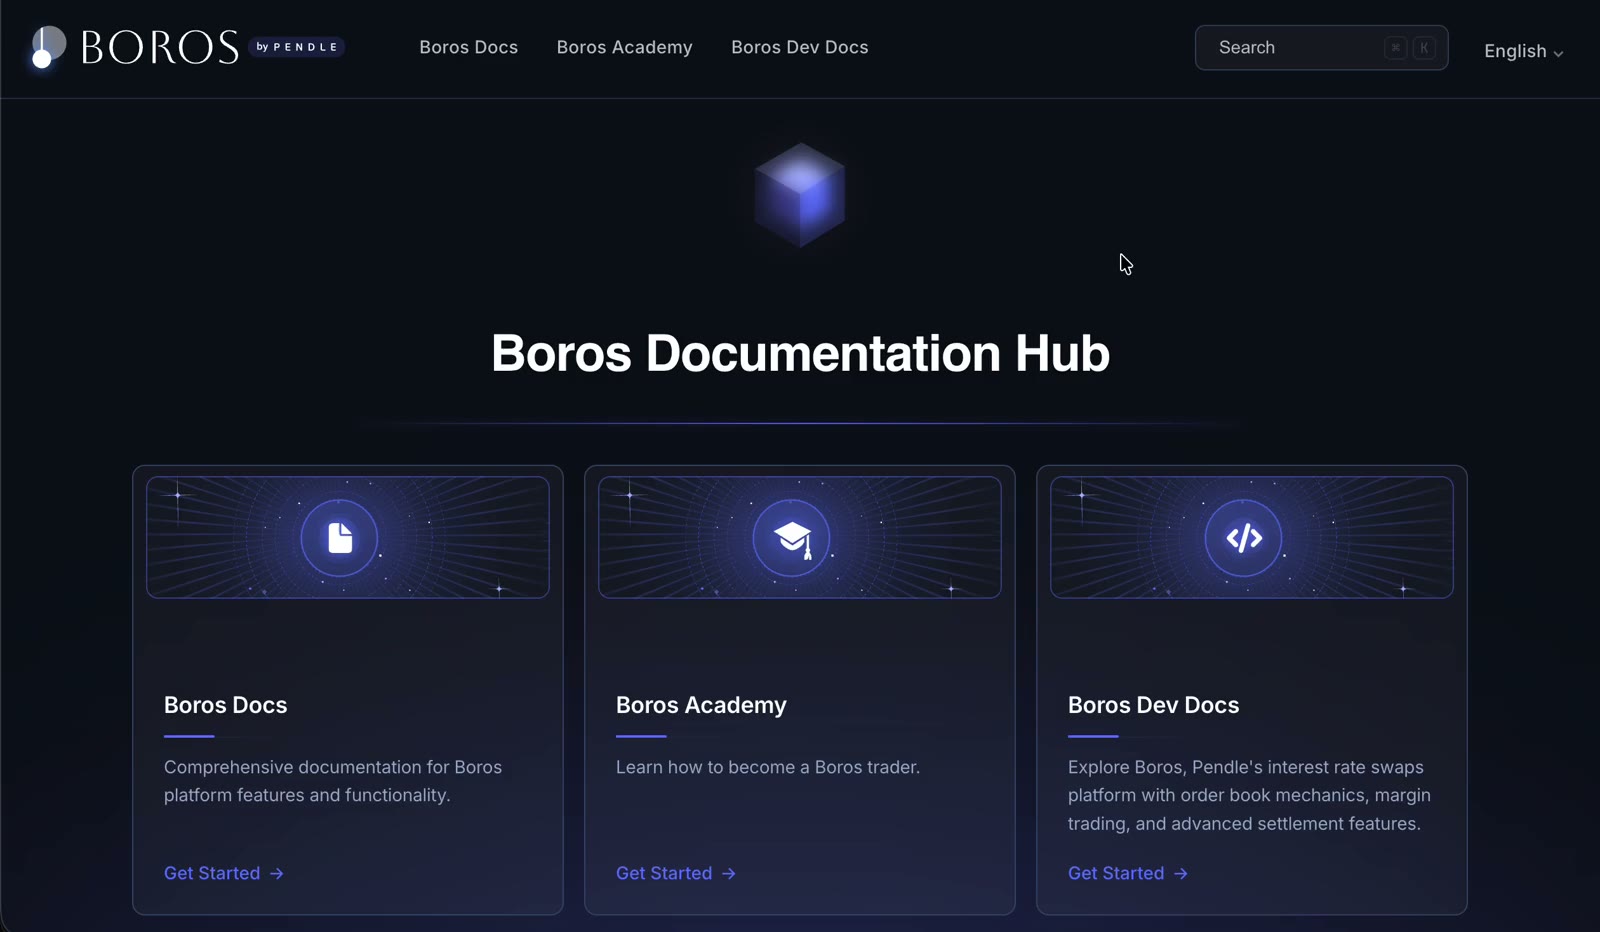 BOROS by PENDLE
Boros Docs
Boros Academy
Boros Dev Docs
Search ⌘ K
English
Boros Documentation Hub
Boros Docs
Comprehensive documentation for Boros
platform features and functionality.
Get Started →
Boros Academy
Learn how to become a Boros trader.
Get Started →
Boros Dev Docs
Explore Boros, Pendle's interest rate swaps
platform with order book mechanics, margin
trading, and advanced settlement features.
Get Started →